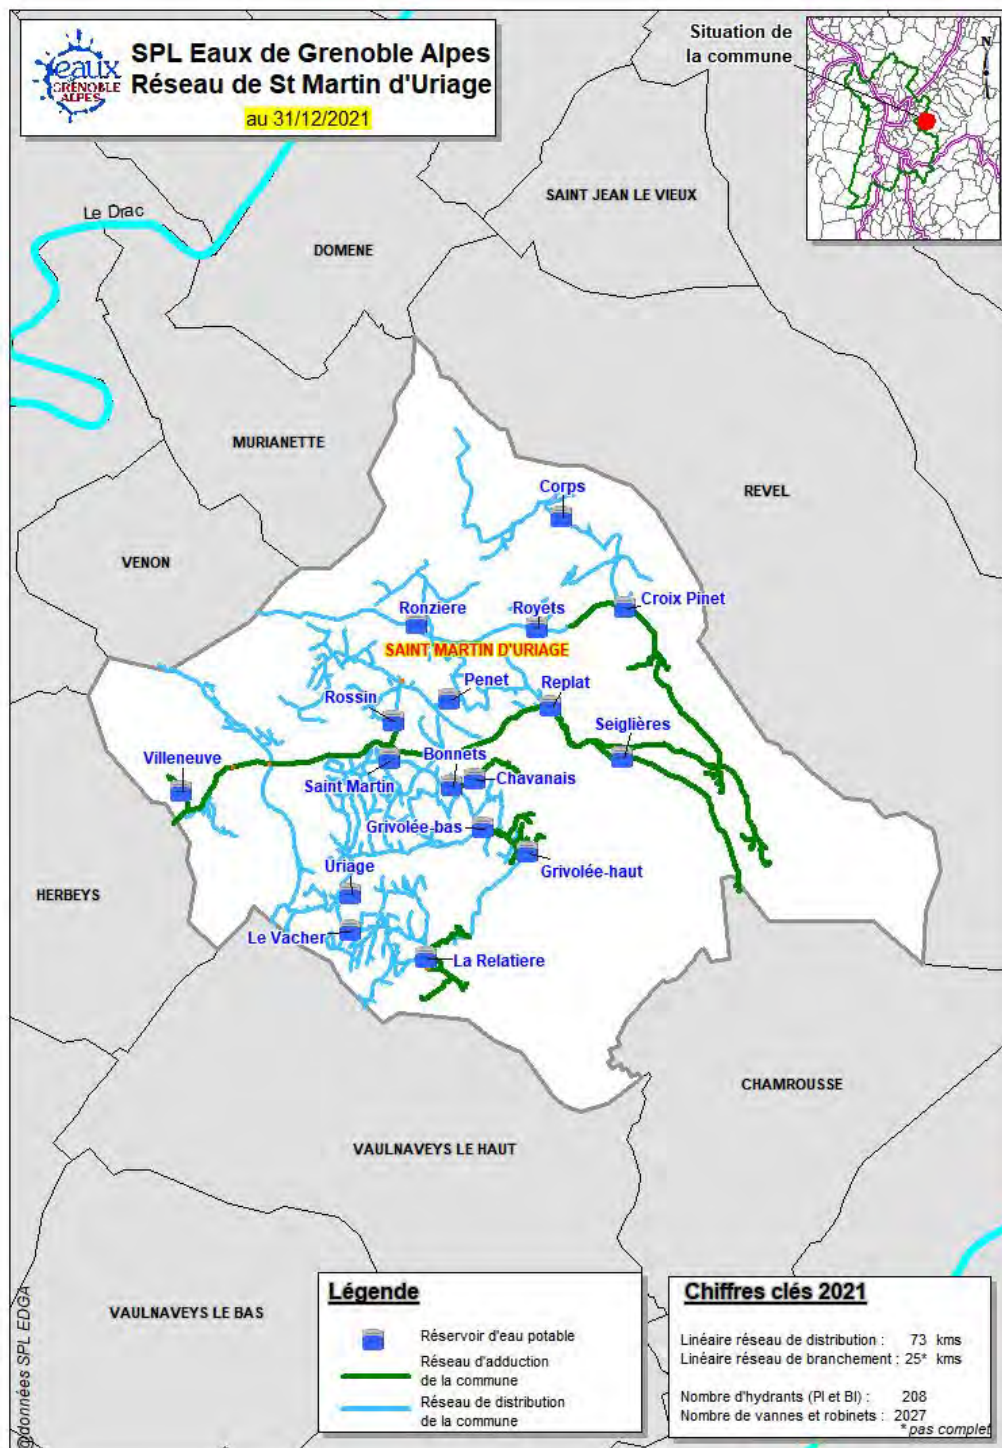 eaux
de
GRENOBLE
ALPES
SPL Eaux de Grenoble Alpes
Réseau de St Martin d'Uriage
au 31/12/2021
Situation de
la commune
N
Le Drac
SAINT JEAN LE VIEUX
DOMENE
MURIANETTE
REVEL
Corps
VENON
Ronziere
Royets
Croix Pinet
SAINT MARTIN D'URIAGE
Penet
Replat
Rossin
Seiglières
Villeneuve
Bonnets
Saint Martin
Chavanais
Grivolée-bas
Uriage
Grivolée-haut
HERBEYS
Le Vacher
La Relatiere
CHAMROUSSE
VAULNAVEYS LE HAUT
VAULNAVEYS LE BAS
@données SPL EDGA
Légende
Réservoir d'eau potable
Réseau d'adduction
de la commune
Réseau de distribution
de la commune
Chiffres clés 2021
Linéaire réseau de distribution : 73 kms
Linéaire réseau de branchement : 25* kms
Nombre d'hydrants (PI et BI) : 208
Nombre de vannes et robinets : 2027
*pas complet